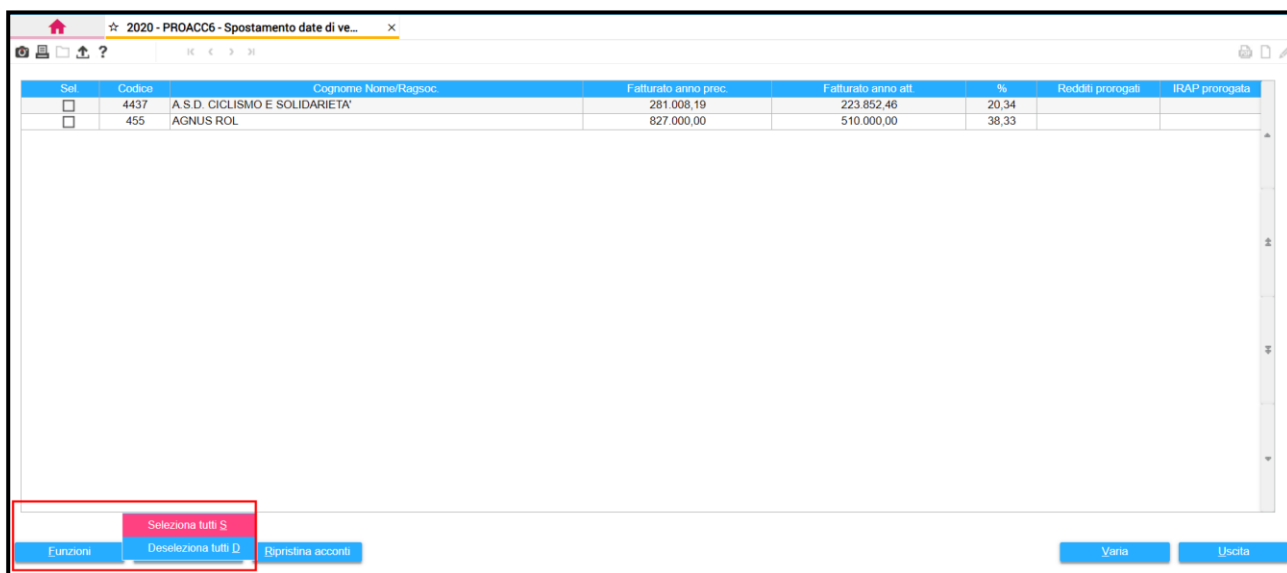 ☆ 2020 - PROACC6 - Spostamento date di ve... ×
?
Sel. Codice Cognome Nome/Ragsoc. Fatturato anno prec. Fatturato anno att. % Redditi prorogati IRAP prorogata
4437 A.S.D. CICLISMO E SOLIDARIETA' 281.008,19 223.852,46 20,34
455 AGNUS ROL 827.000,00 510.000,00 38,33
Seleziona tutti S
Funzioni Deseleziona tutti D Ripristina acconti Varia Uscita